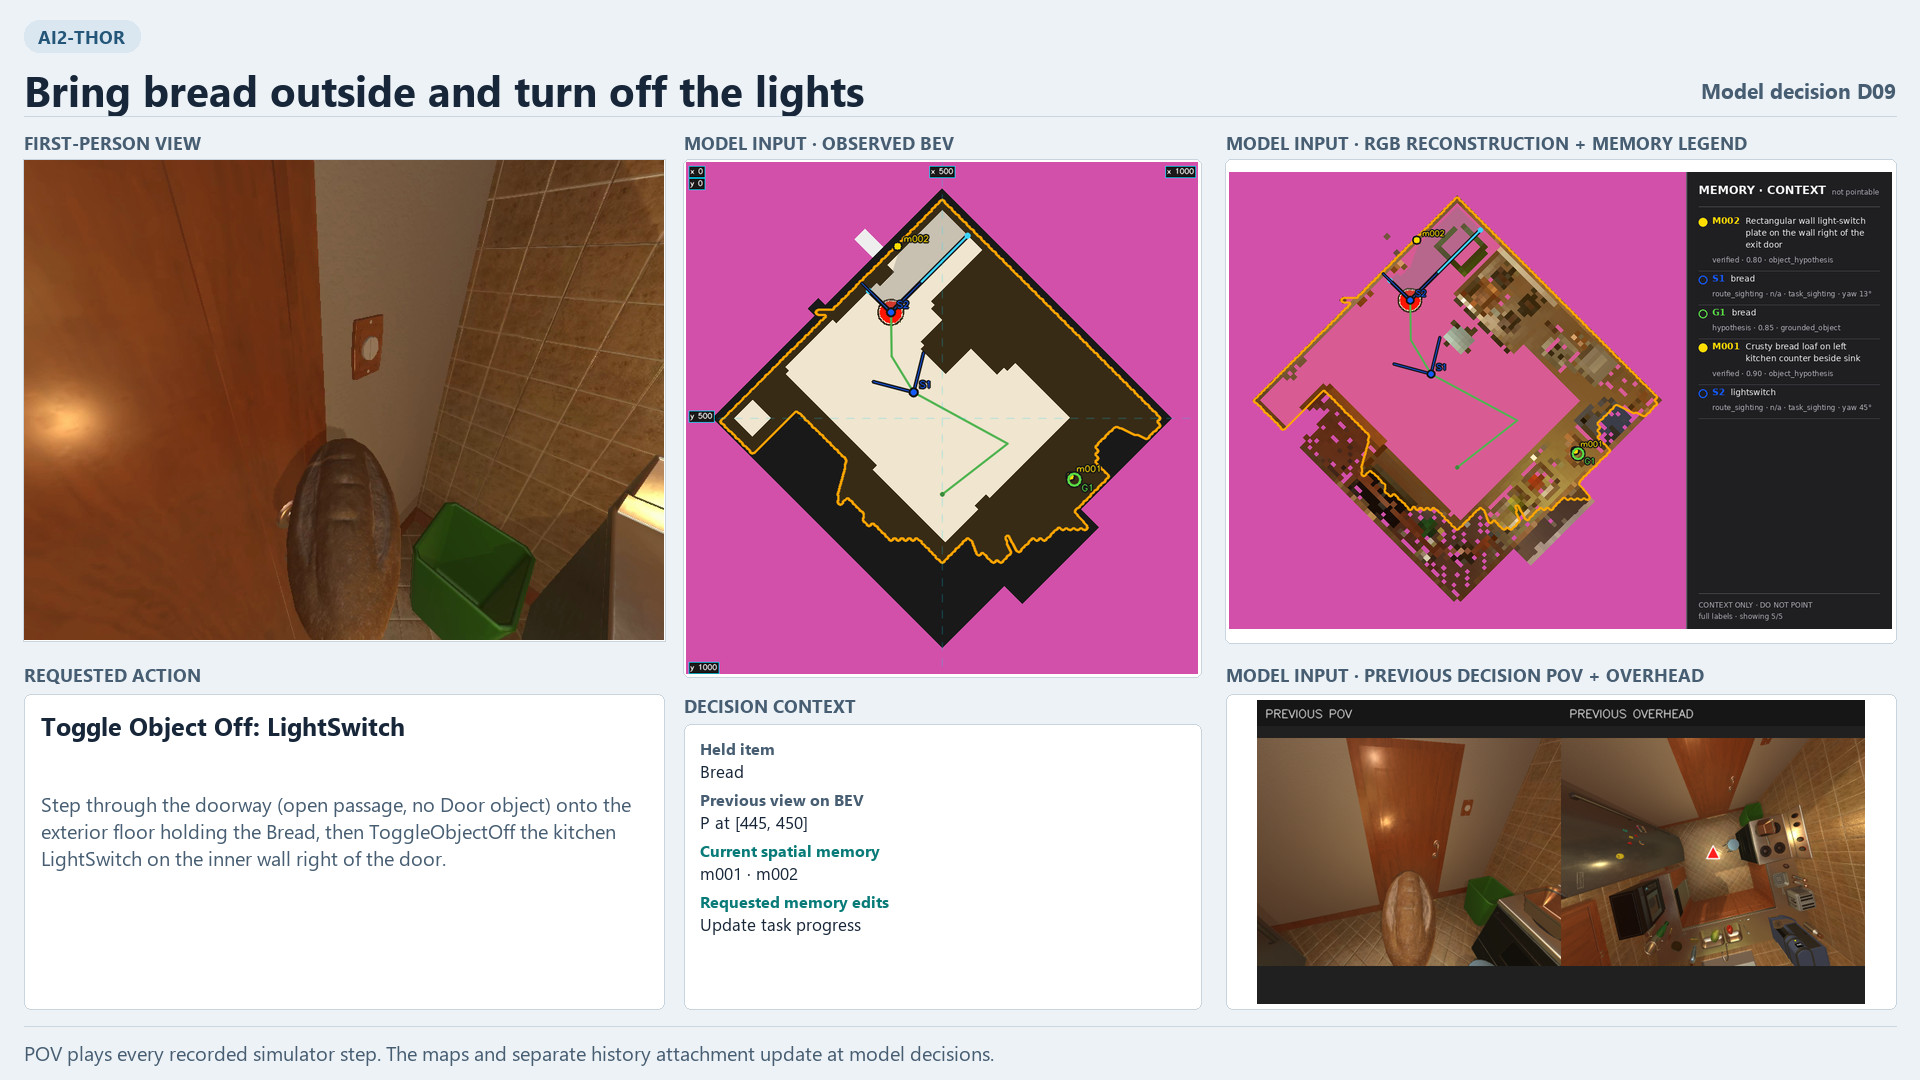 AI2-THOR
Bring bread outside and turn off the lights
Model decision D09
FIRST-PERSON VIEW
MODEL INPUT · OBSERVED BEV
x 0
y 0
x 500
x 1000
m002
S2
S1
y 500
m001
G1
y 1000
MODEL INPUT · RGB RECONSTRUCTION + MEMORY LEGEND
m002
S2
S1
m001
G1
MEMORY · CONTEXT not pointable
M002 Rectangular wall light-switch
plate on the wall right of the
exit door
verified · 0.80 · object_hypothesis
S1 bread
route_sighting · n/a · task_sighting · yaw 13°
G1 bread
hypothesis · 0.85 · grounded_object
M001 Crusty bread loaf on left
kitchen counter beside sink
verified · 0.90 · object_hypothesis
S2 lightswitch
route_sighting · n/a · task_sighting · yaw 45°
CONTEXT ONLY · DO NOT POINT
full labels · showing 5/5
REQUESTED ACTION
Toggle Object Off: LightSwitch
Step through the doorway (open passage, no Door object) onto the
exterior floor holding the Bread, then ToggleObjectOff the kitchen
LightSwitch on the inner wall right of the door.
DECISION CONTEXT
Held item
Bread
Previous view on BEV
P at [445, 450]
Current spatial memory
m001 · m002
Requested memory edits
Update task progress
MODEL INPUT · PREVIOUS DECISION POV + OVERHEAD
PREVIOUS POV
PREVIOUS OVERHEAD
POV plays every recorded simulator step. The maps and separate history attachment update at model decisions.